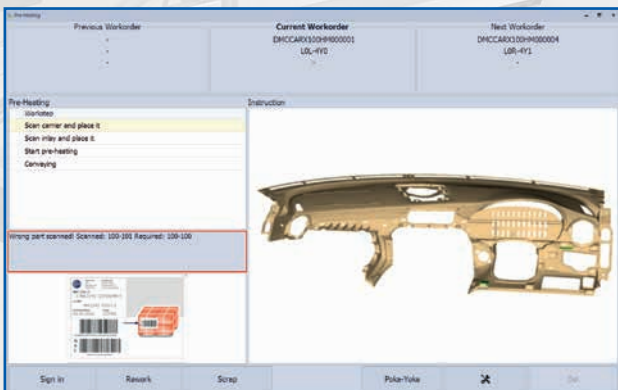 Pre-Heating
Previous Workorder
Current Workorder
Next Workorder
DMCCARX100HM000001
DMCCARX100HM000004
L0L-4Y0
L0R-4Y1
Pre-Heating
Instruction
Workstep
Scan carrier and place it
Scan inlay and place it
Start pre-heating
Conveying
Wrong part scanned! Scanned: 100-101 Required: 100-100
Sign in
Rework
Scrap
Poka-Yoke